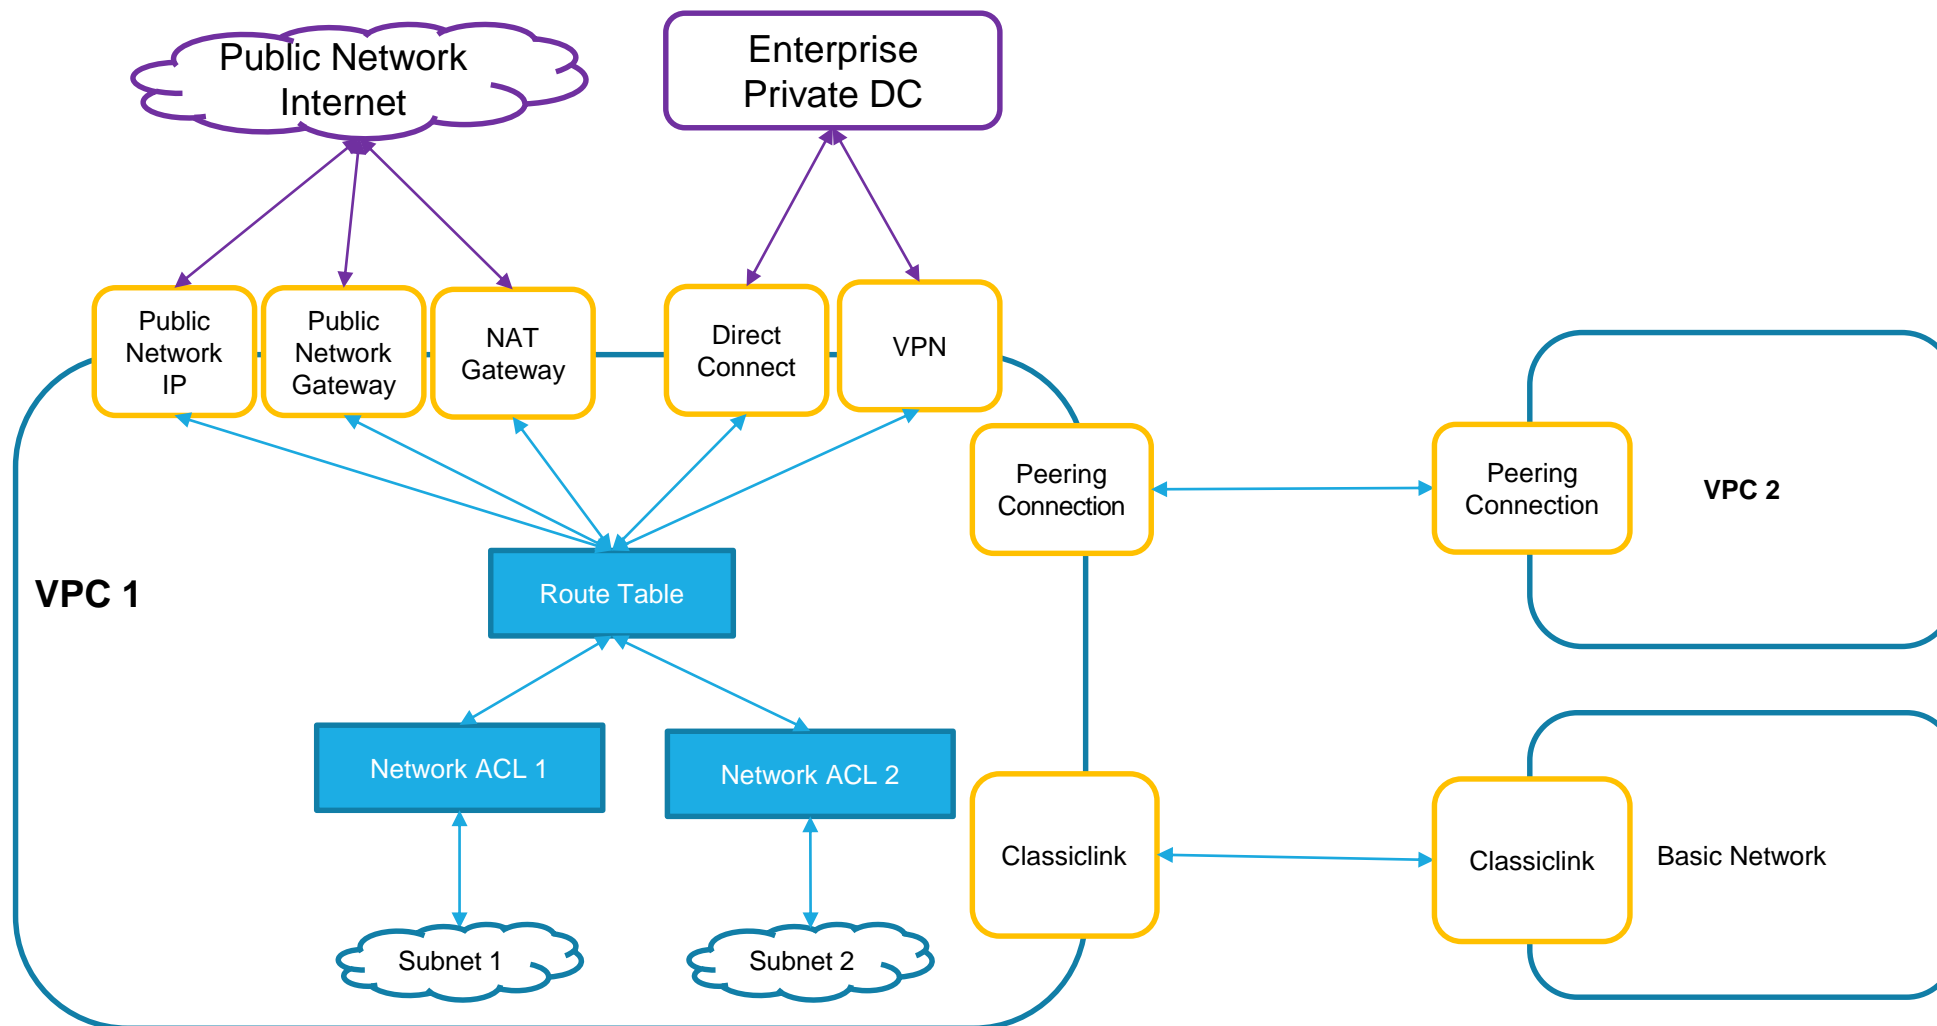 Public Network
Internet
Enterprise
Private DC
Public
Network
IP
Public
Network
Gateway
NAT
Gateway
Direct
Connect
VPN
Peering
Connection
Peering
Connection
VPC 2
VPC 1
Route Table
Network ACL 1
Network ACL 2
Classiclink
Classiclink
Basic Network
Subnet 1
Subnet 2